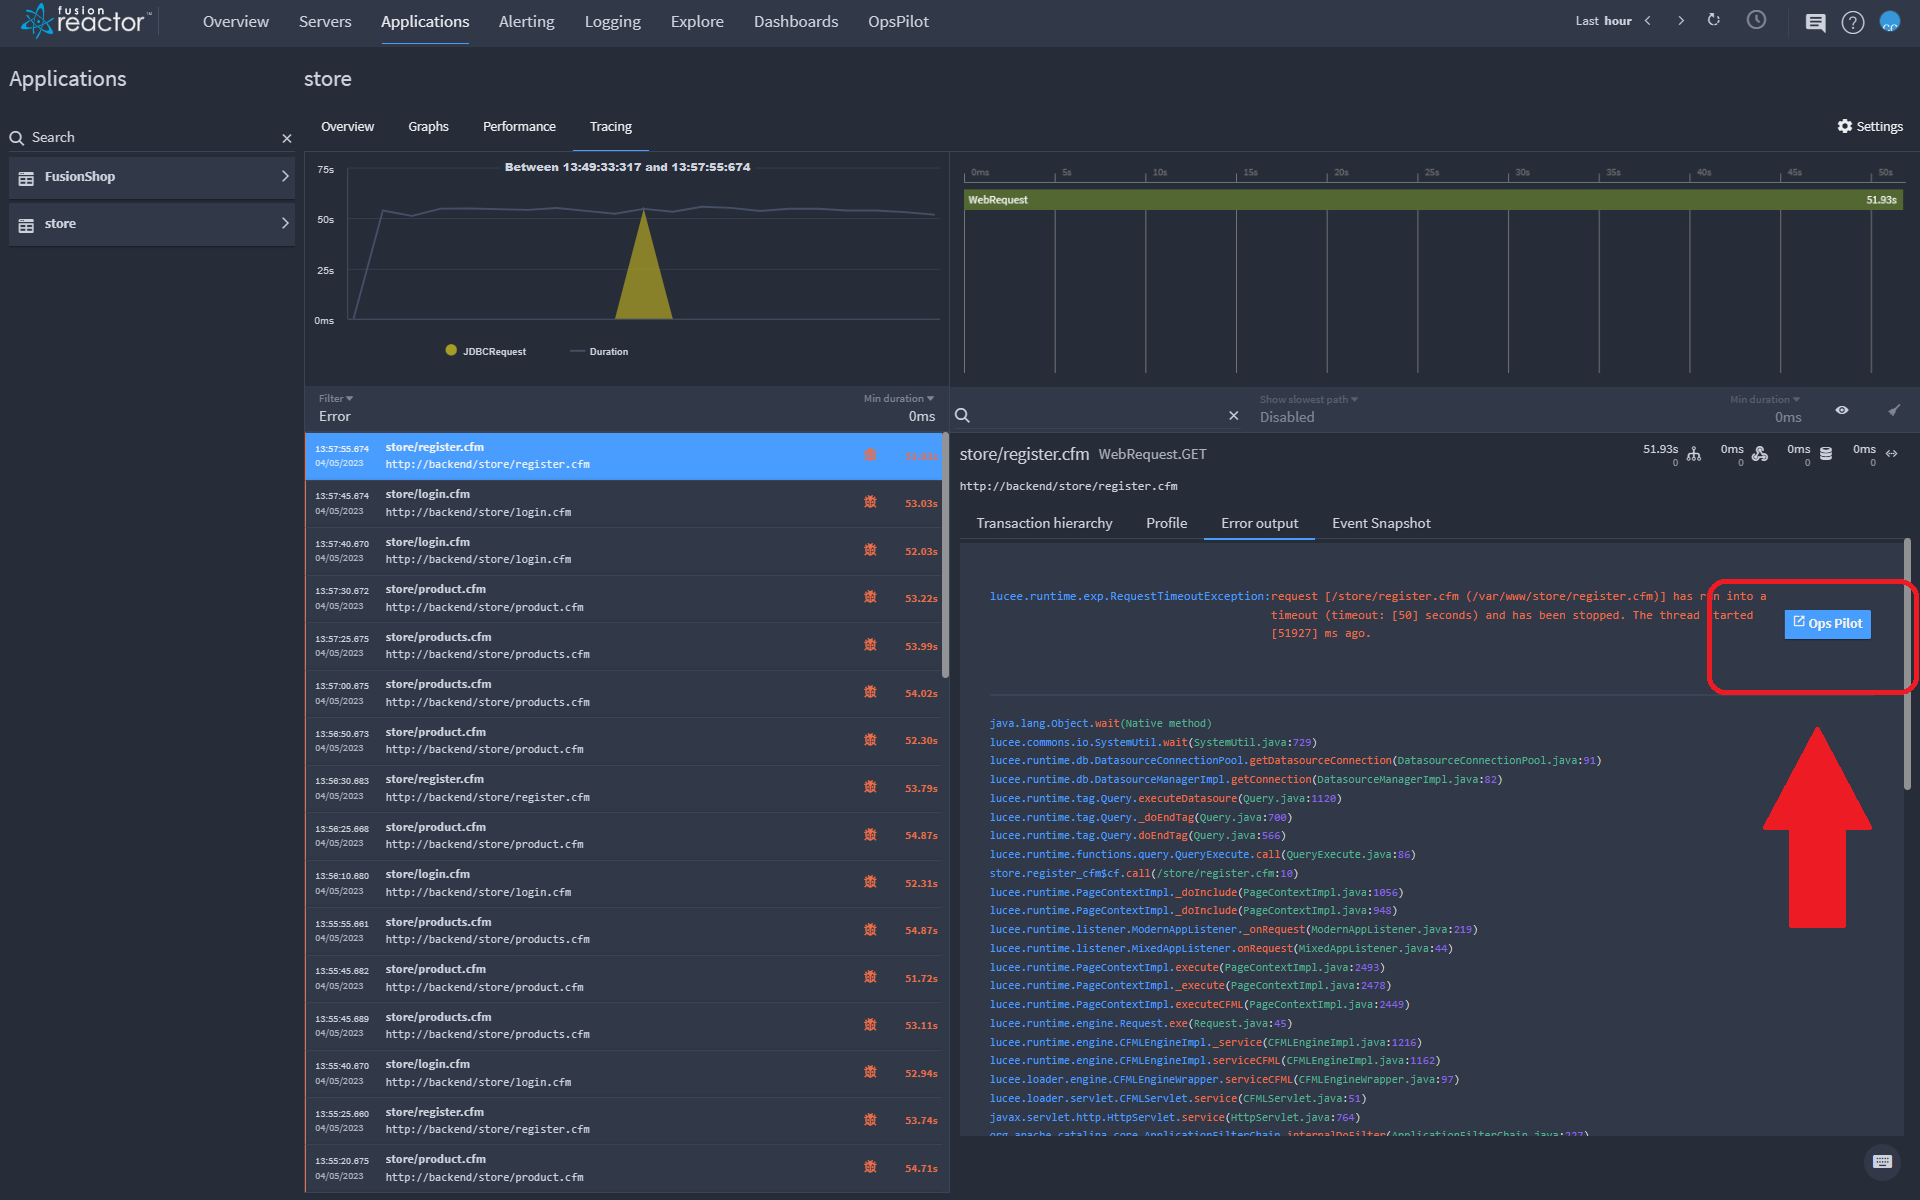 fusion
reactor™
Overview
Servers
Applications
Alerting
Logging
Explore
Dashboards
OpsPilot
Last hour
Applications
Search
FusionShop
store
store
Overview
Graphs
Performance
Tracing
Settings
Between 13:49:33:317 and 13:57:55:674
75s
50s
25s
0ms
JDBCRequest
Duration
0ms
5s
10s
15s
20s
25s
30s
35s
40s
45s
50s
WebRequest
51.93s
Filter
Error
Min duration
0ms
13:57:55.674
04/05/2023
store/register.cfm
http://backend/store/register.cfm
13:57:45.674
04/05/2023
store/login.cfm
http://backend/store/login.cfm
53.03s
13:57:40.670
04/05/2023
store/login.cfm
http://backend/store/login.cfm
52.03s
13:57:30.672
04/05/2023
store/product.cfm
http://backend/store/product.cfm
53.22s
13:57:25.675
04/05/2023
store/products.cfm
http://backend/store/products.cfm
53.99s
13:57:00.675
04/05/2023
store/products.cfm
http://backend/store/products.cfm
54.02s
13:56:50.673
04/05/2023
store/product.cfm
http://backend/store/product.cfm
52.30s
13:56:30.683
04/05/2023
store/register.cfm
http://backend/store/register.cfm
53.79s
13:56:25.668
04/05/2023
store/product.cfm
http://backend/store/product.cfm
54.87s
13:56:10.680
04/05/2023
store/login.cfm
http://backend/store/login.cfm
52.31s
13:55:55.661
04/05/2023
store/products.cfm
http://backend/store/products.cfm
54.87s
13:55:45.682
04/05/2023
store/product.cfm
http://backend/store/product.cfm
51.72s
13:55:45.689
04/05/2023
store/products.cfm
http://backend/store/products.cfm
53.11s
13:55:40.670
04/05/2023
store/login.cfm
http://backend/store/login.cfm
52.94s
13:55:25.660
04/05/2023
store/register.cfm
http://backend/store/register.cfm
53.74s
13:55:20.675
04/05/2023
store/product.cfm
http://backend/store/product.cfm
54.71s
Show slowest path
Disabled
Min duration
0ms
store/register.cfm WebRequest.GET
51.93s
0
0ms
0
0ms
0
0ms
0
http://backend/store/register.cfm
Transaction hierarchy
Profile
Error output
Event Snapshot
lucee.runtime.exp.RequestTimeoutException:request [/store/register.cfm (/var/www/store/register.cfm)] has run into a
timeout (timeout: [50] seconds) and has been stopped. The thread started
[51927] ms ago.
Ops Pilot
java.lang.Object.wait(Native method)
lucee.commons.io.SystemUtil.wait(SystemUtil.java:729)
lucee.runtime.db.DatasourceConnectionPool.getDatasourceConnection(DatasourceConnectionPool.java:91)
lucee.runtime.db.DatasourceManagerImpl.getConnection(DatasourceManagerImpl.java:82)
lucee.runtime.tag.Query.executeDatasoure(Query.java:1120)
lucee.runtime.tag.Query._doEndTag(Query.java:700)
lucee.runtime.tag.Query.doEndTag(Query.java:566)
lucee.runtime.functions.query.QueryExecute.call(QueryExecute.java:86)
store.register_cfm$cf.call(/store/register.cfm:10)
lucee.runtime.PageContextImpl._doInclude(PageContextImpl.java:1056)
lucee.runtime.PageContextImpl._doInclude(PageContextImpl.java:948)
lucee.runtime.listener.ModernAppListener._onRequest(ModernAppListener.java:219)
lucee.runtime.listener.MixedAppListener.onRequest(MixedAppListener.java:44)
lucee.runtime.PageContextImpl.execute(PageContextImpl.java:2493)
lucee.runtime.PageContextImpl._execute(PageContextImpl.java:2478)
lucee.runtime.PageContextImpl.executeCFML(PageContextImpl.java:2449)
lucee.runtime.engine.Request.exe(Request.java:45)
lucee.runtime.engine.CFMLEngineImpl._service(CFMLEngineImpl.java:1216)
lucee.runtime.engine.CFMLEngineImpl.serviceCFML(CFMLEngineImpl.java:1162)
lucee.loader.engine.CFMLEngineWrapper.serviceCFML(CFMLEngineWrapper.java:97)
lucee.loader.servlet.CFMLServlet.service(CFMLServlet.java:51)
javax.servlet.http.HttpServlet.service(HttpServlet.java:764)
org.apache.catalina.core.ApplicationFilterChain.internalDoFilter(ApplicationFilterChain.java:227)